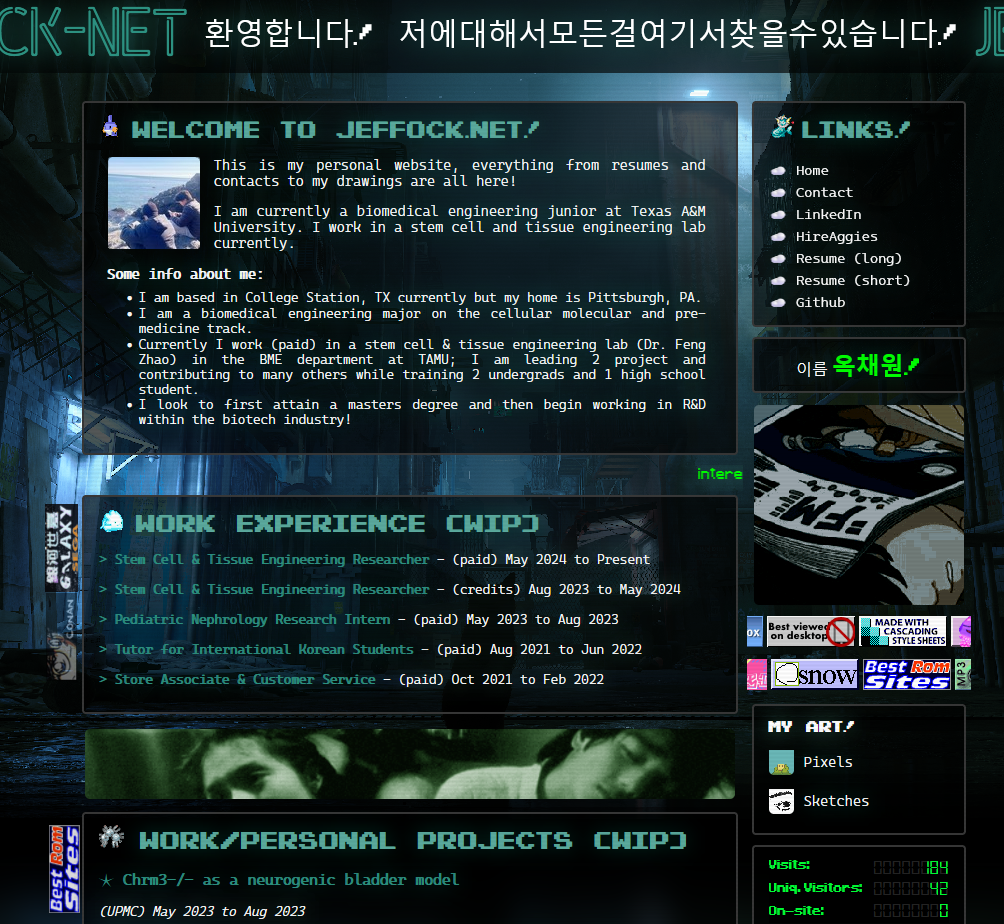 CK-NET 환영합니다.! 저에대해서모든걸여기서찾을수있습니다.! JE
WELCOME TO JEFFOCK.NET!
This is my personal website, everything from resumes and
contacts to my drawings are all here!
I am currently a biomedical engineering junior at Texas A&M
University. I work in a stem cell and tissue engineering lab
currently.
Some info about me:
• I am based in College Station, TX currently but my home is Pittsburgh, PA.
• I am a biomedical engineering major on the cellular molecular and pre-
medicine track.
• Currently I work (paid) in a stem cell & tissue engineering lab (Dr. Feng
Zhao) in the BME department at TAMU; I am leading 2 project and
contributing to many others while training 2 undergrads and 1 high school
student.
• I look to first attain a masters degree and then begin working in R&D
within the biotech industry!
intere
WORK EXPERIENCE (WIP)
> Stem Cell & Tissue Engineering Researcher - (paid) May 2024 to Present
> Stem Cell & Tissue Engineering Researcher - (credits) Aug 2023 to May 2024
> Pediatric Nephrology Research Intern - (paid) May 2023 to Aug 2023
> Tutor for International Korean Students - (paid) Aug 2021 to Jun 2022
> Store Associate & Customer Service - (paid) Oct 2021 to Feb 2022
銀河世葉
GALAXY
SEGA
CONAN
WORK/PERSONAL PROJECTS (WIP)
Best Rom
Sites
Chrm3-/- as a neurogenic bladder model
(UPMC) May 2023 to Aug 2023
LINKS!
Home
Contact
LinkedIn
HireAggies
Resume (long)
Resume (short)
Github
이름 옥채원!
FM
OX
Best viewed
on desktop
MADE WITH
CASCADING
STYLE SHEETS
snow
Best Rom
Sites
MP3
MY ART!
Pixels
Sketches
Visits: 184
Uniq. Visitors: 42
On-site: 0